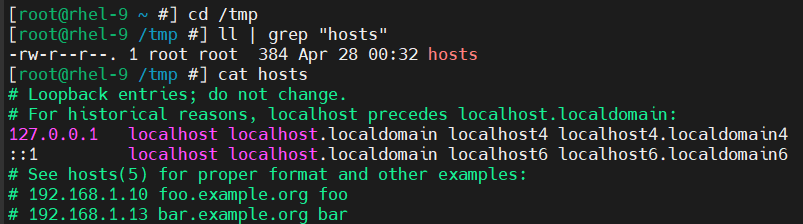 [root@rhel-9 ~ #] cd /tmp
[root@rhel-9 /tmp #] ll | grep "hosts"
-rw-r--r--. 1 root root  384 Apr 28 00:32 hosts
[root@rhel-9 /tmp #] cat hosts
# Loopback entries; do not change.
# For historical reasons, localhost precedes localhost.localdomain:
127.0.0.1   localhost localhost.localdomain localhost4 localhost4.localdomain4
::1         localhost localhost.localdomain localhost6 localhost6.localdomain6
# See hosts(5) for proper format and other examples:
# 192.168.1.10 foo.example.org foo
# 192.168.1.13 bar.example.org bar